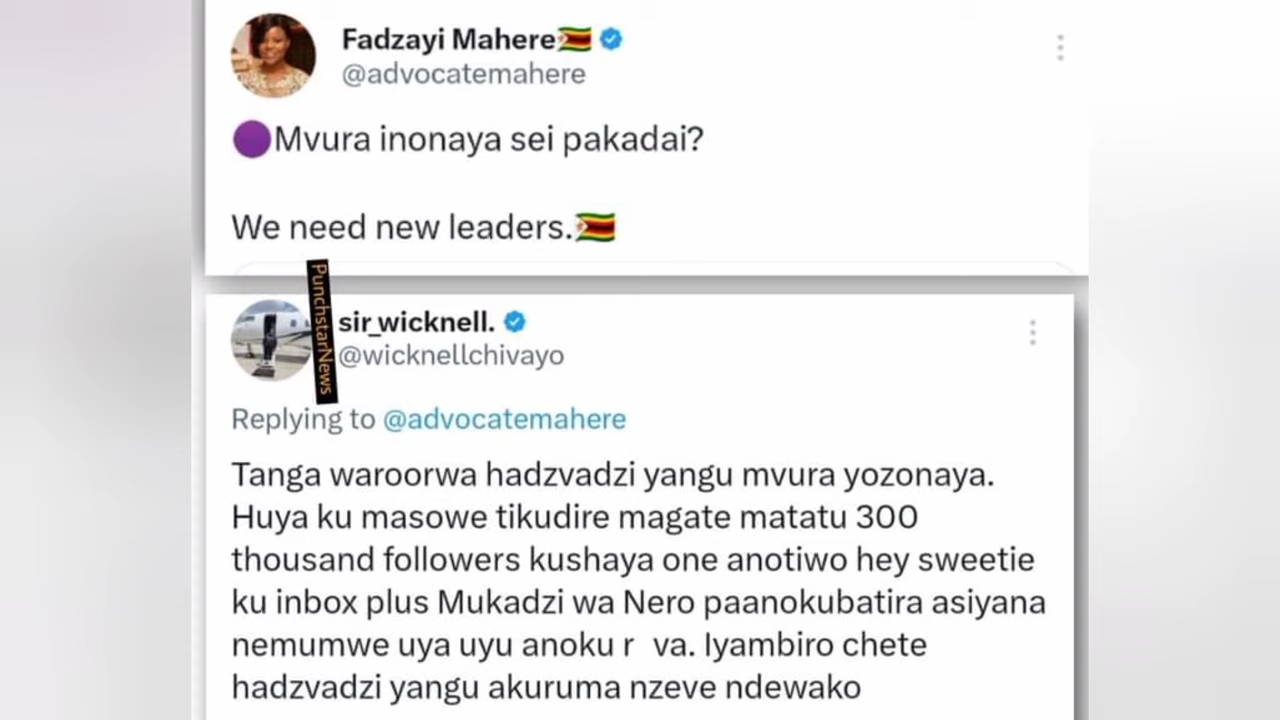 Fadzayi Mahere🇿🇼
@advocatemahere
🟣Mvura inonaya sei pakadai?
We need new leaders.🇿🇼
PunchstarNews
sir_wicknell.
@wicknellchivayo
Replying to @advocatemahere
Tanga waroorwa hadzvadzi yangu mvura yozonaya.
Huya ku masowe tikudire magate matatu 300
thousand followers kushaya one anotiwo hey sweetie
ku inbox plus Mukadzi wa Nero paanokubatira asiyana
nemumwe uya uyu anoku r va. Iyambiro chete
hadzvadzi yangu akuruma nzeve ndewako